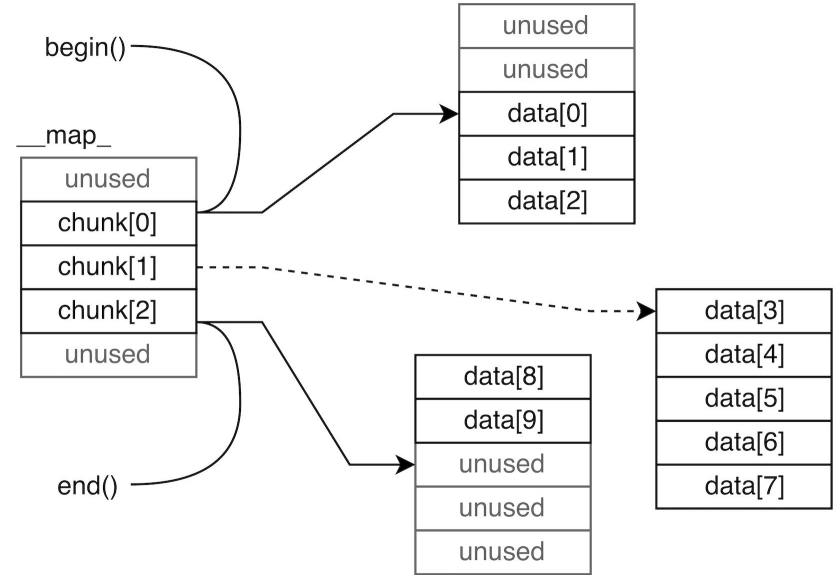 begin()
__map_
unused
chunk[0]
chunk[1]
chunk[2]
unused
end()
unused
unused
data[0]
data[1]
data[2]
data[3]
data[4]
data[5]
data[6]
data[7]
data[8]
data[9]
unused
unused
unused